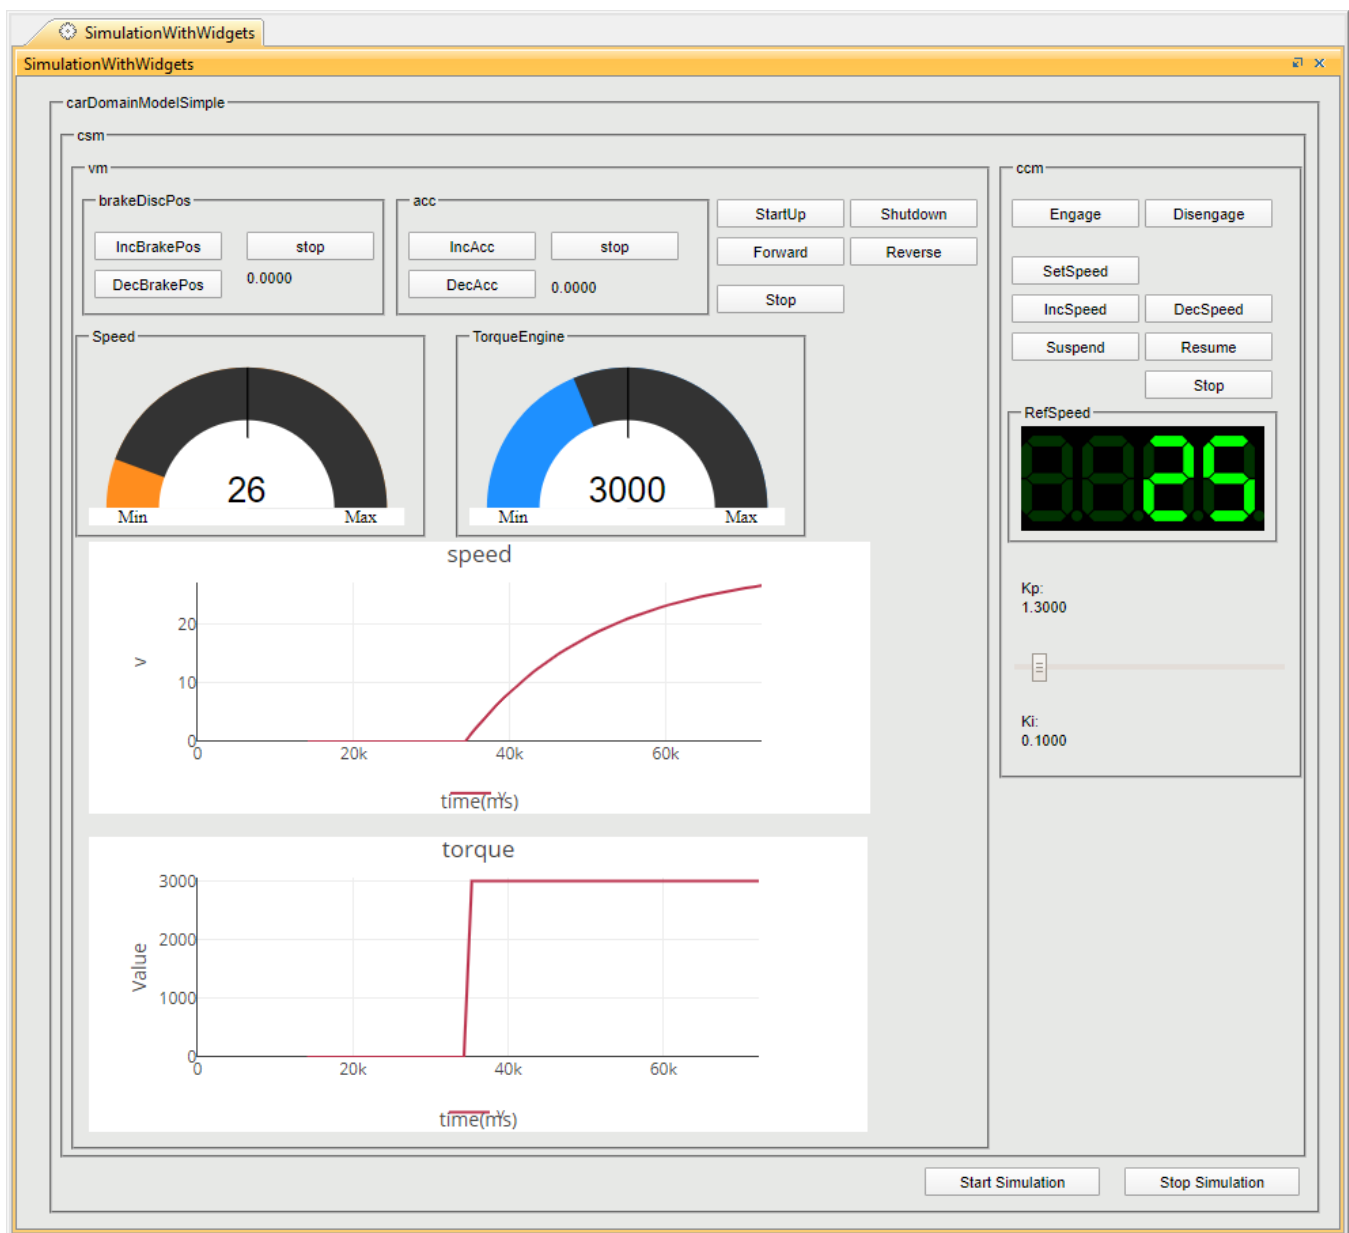 SimulationWithWidgets
SimulationWithWidgets
carDomainModelSimple
csm
vm
brakeDiscPos
IncBrakePos
stop
DecBrakePos
0.0000
acc
IncAcc
stop
DecAcc
0.0000
StartUp
Shutdown
Forward
Reverse
Stop
Speed
26
Min
Max
TorqueEngine
3000
Min
Max
speed
v
20
10
0
0
20k
40k
60k
v
time(ms)
torque
Value
3000
2000
1000
0
0
20k
40k
60k
v
time(ms)
ccm
Engage
Disengage
SetSpeed
IncSpeed
DecSpeed
Suspend
Resume
Stop
RefSpeed
25
Kp:
1.3000
Ki:
0.1000
Start Simulation
Stop Simulation